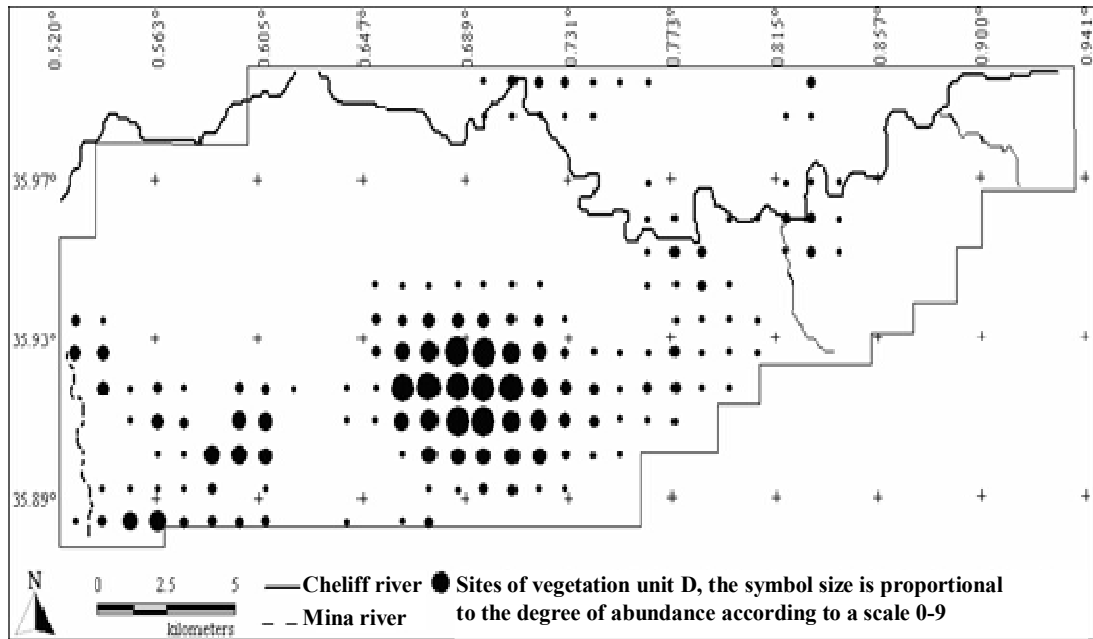 0.520° 0.563° 0.605° 0.647° 0.689° 0.731° 0.773° 0.815° 0.857° 0.900° 0.941°
35.97°
35.93°
35.89°
N
0 2.5 5
kilometers
Cheliff river
Mina river
Sites of vegetation unit D, the symbol size is proportional
to the degree of abundance according to a scale 0-9